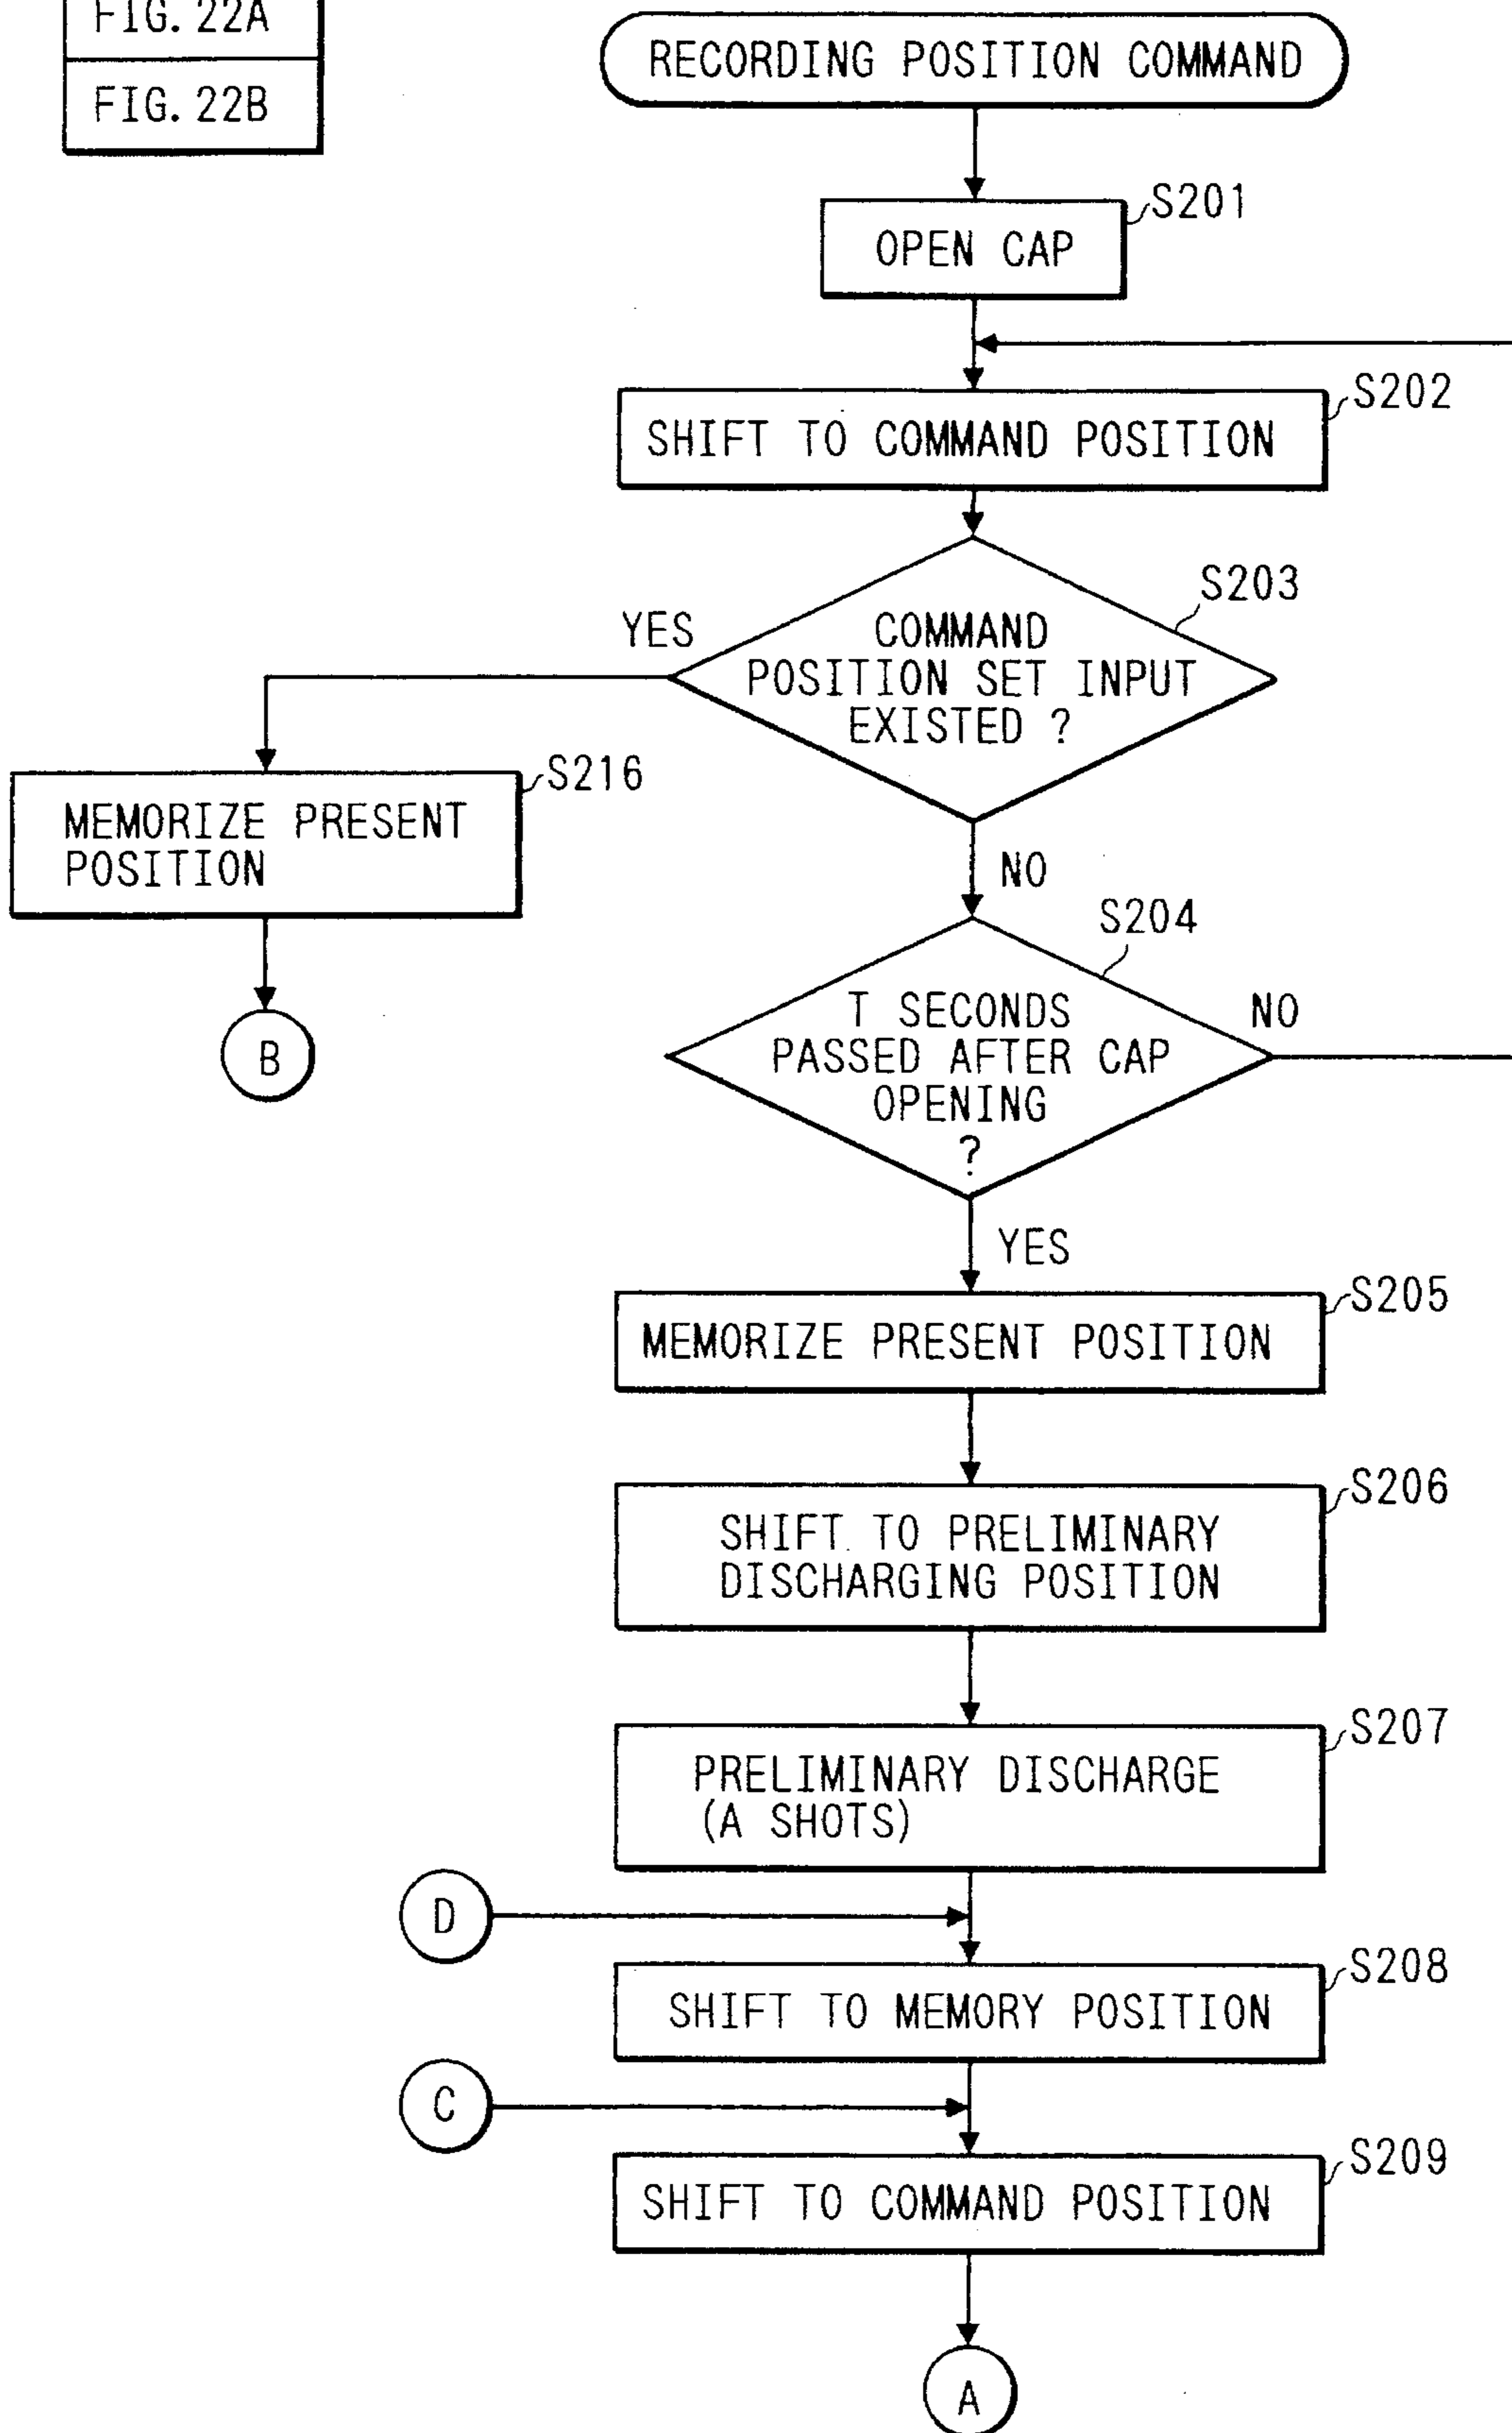 FIG. 22A
FIG. 22B
RECORDING POSITION COMMAND
S201
OPEN CAP
S202
SHIFT TO COMMAND POSITION
S203
YES
COMMAND
POSITION SET INPUT
EXISTED ?
S216
MEMORIZE PRESENT
POSITION
NO
S204
B
T SECONDS
PASSED AFTER CAP
OPENING
?
NO
YES
S205
MEMORIZE PRESENT POSITION
S206
SHIFT TO PRELIMINARY
DISCHARGING POSITION
S207
PRELIMINARY DISCHARGE
(A SHOTS)
D
S208
SHIFT TO MEMORY POSITION
C
S209
SHIFT TO COMMAND POSITION
A